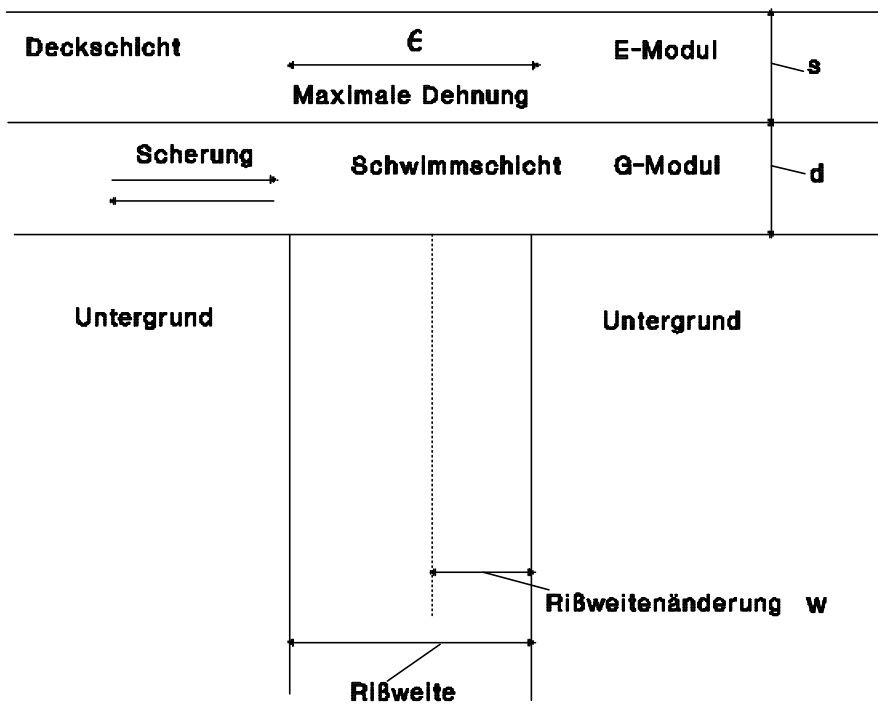 Deckschicht
ϵ
E-Modul
s
Maximale Dehnung
Scherung
Schwimmschicht
G-Modul
d
Untergrund
Untergrund
Rißweitenänderung w
Rißweite